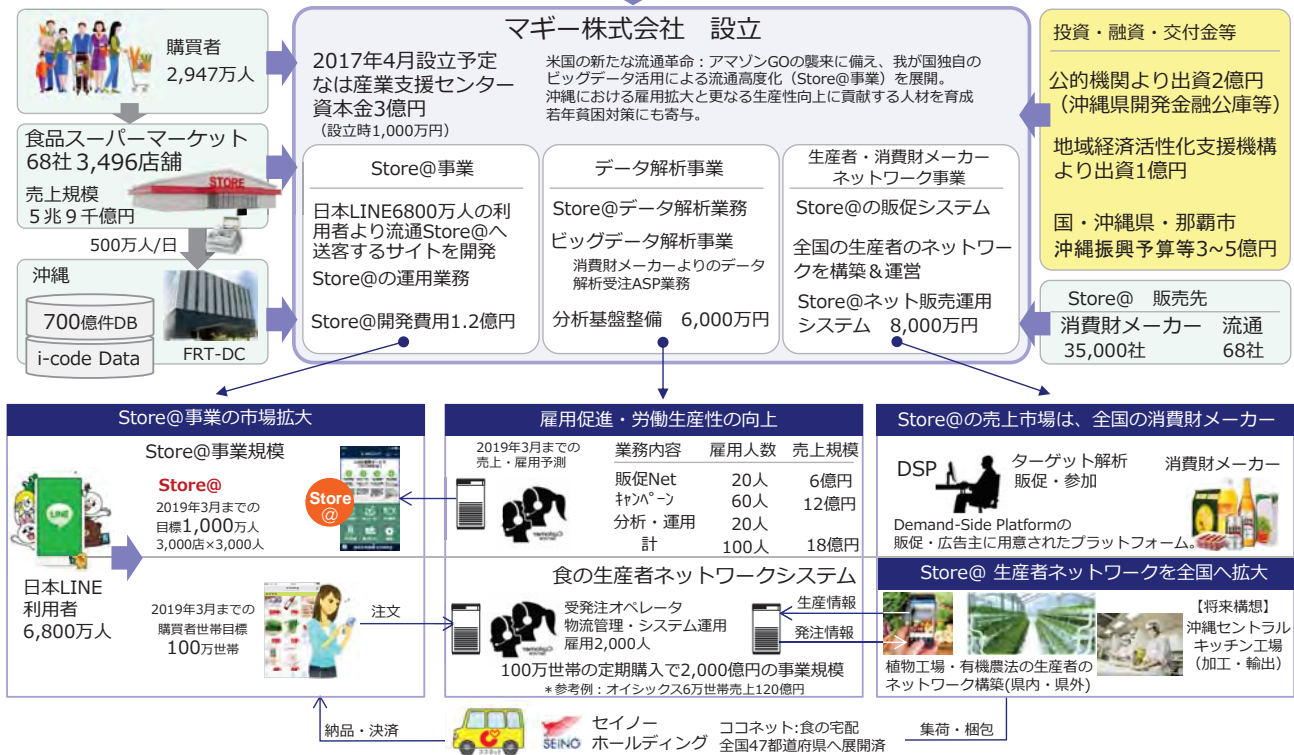 マギー株式会社 設立
購買者
2,947万人
食品スーパーマーケット
68社 3,496店舗
売上規模
5兆9千億円
STORE
500万人/日
沖縄
700億件DB
i-code Data
FRT-DC
2017年4月設立予定
なは産業支援センター
資本金3億円
(設立時1,000万円)
米国の新たな流通革命:アマゾンGOの襲来に備え、我が国独自の
ビッグデータ活用による流通高度化(Store@事業)を展開。
沖縄における雇用拡大と更なる生産性向上に貢献する人材を育成
若年貧困対策にも寄与。
Store@事業
日本LINE6800万人の利
用者より流通Store@へ
送客するサイトを開発
Store@の運用業務
Store@開発費用1.2億円
データ解析事業
Store@データ解析業務
ビッグデータ解析事業
消費財メーカーよりのデータ
解析受注ASP業務
分析基盤整備 6,000万円
生産者・消費財メーカー
ネットワーク事業
Store@の販促システム
全国の生産者のネットワー
クを構築&運営
Store@ネット販売運用
システム 8,000万円
投資・融資・交付金等
公的機関より出資2億円
(沖縄県開発金融公庫等)
地域経済活性化支援機構
より出資1億円
国・沖縄県・那覇市
沖縄振興予算等3~5億円
Store@ 販売先
消費財メーカー 流通
35,000社 68社
Store@事業の市場拡大
Store@事業規模
Store@
2019年3月までの
目標1,000万人
3,000店×3,000人
Store
@
LINE
日本LINE
利用者
6,800万人
2019年3月までの
購買者世帯目標
100万世帯
注文
雇用促進・労働生産性の向上
2019年3月までの
売上・雇用予測
業務内容 雇用人数 売上規模
販促Net 20人 6億円
ｷｬﾝﾍﾟｰﾝ 60人 12億円
分析・運用 20人
計 100人 18億円
食の生産者ネットワークシステム
受発注オペレータ
物流管理・システム運用
雇用2,000人
生産情報
発注情報
100万世帯の定期購入で2,000億円の事業規模
*参考例:オイシックス6万世帯売上120億円
Store@の売上市場は、全国の消費財メーカー
DSP
ターゲット解析
販促・参加
消費財メーカー
Demand-Side Platformの
販促・広告主に用意されたプラットフォーム。
Store@ 生産者ネットワークを全国へ拡大
【将来構想】
沖縄セントラル
キッチン工場
(加工・輸出)
植物工場・有機農法の生産者の
ネットワーク構築(県内・県外)
納品・決済
ココネット
SEINO
セイノー
ホールディング
ココネット:食の宅配
全国47都道府県へ展開済
集荷・梱包